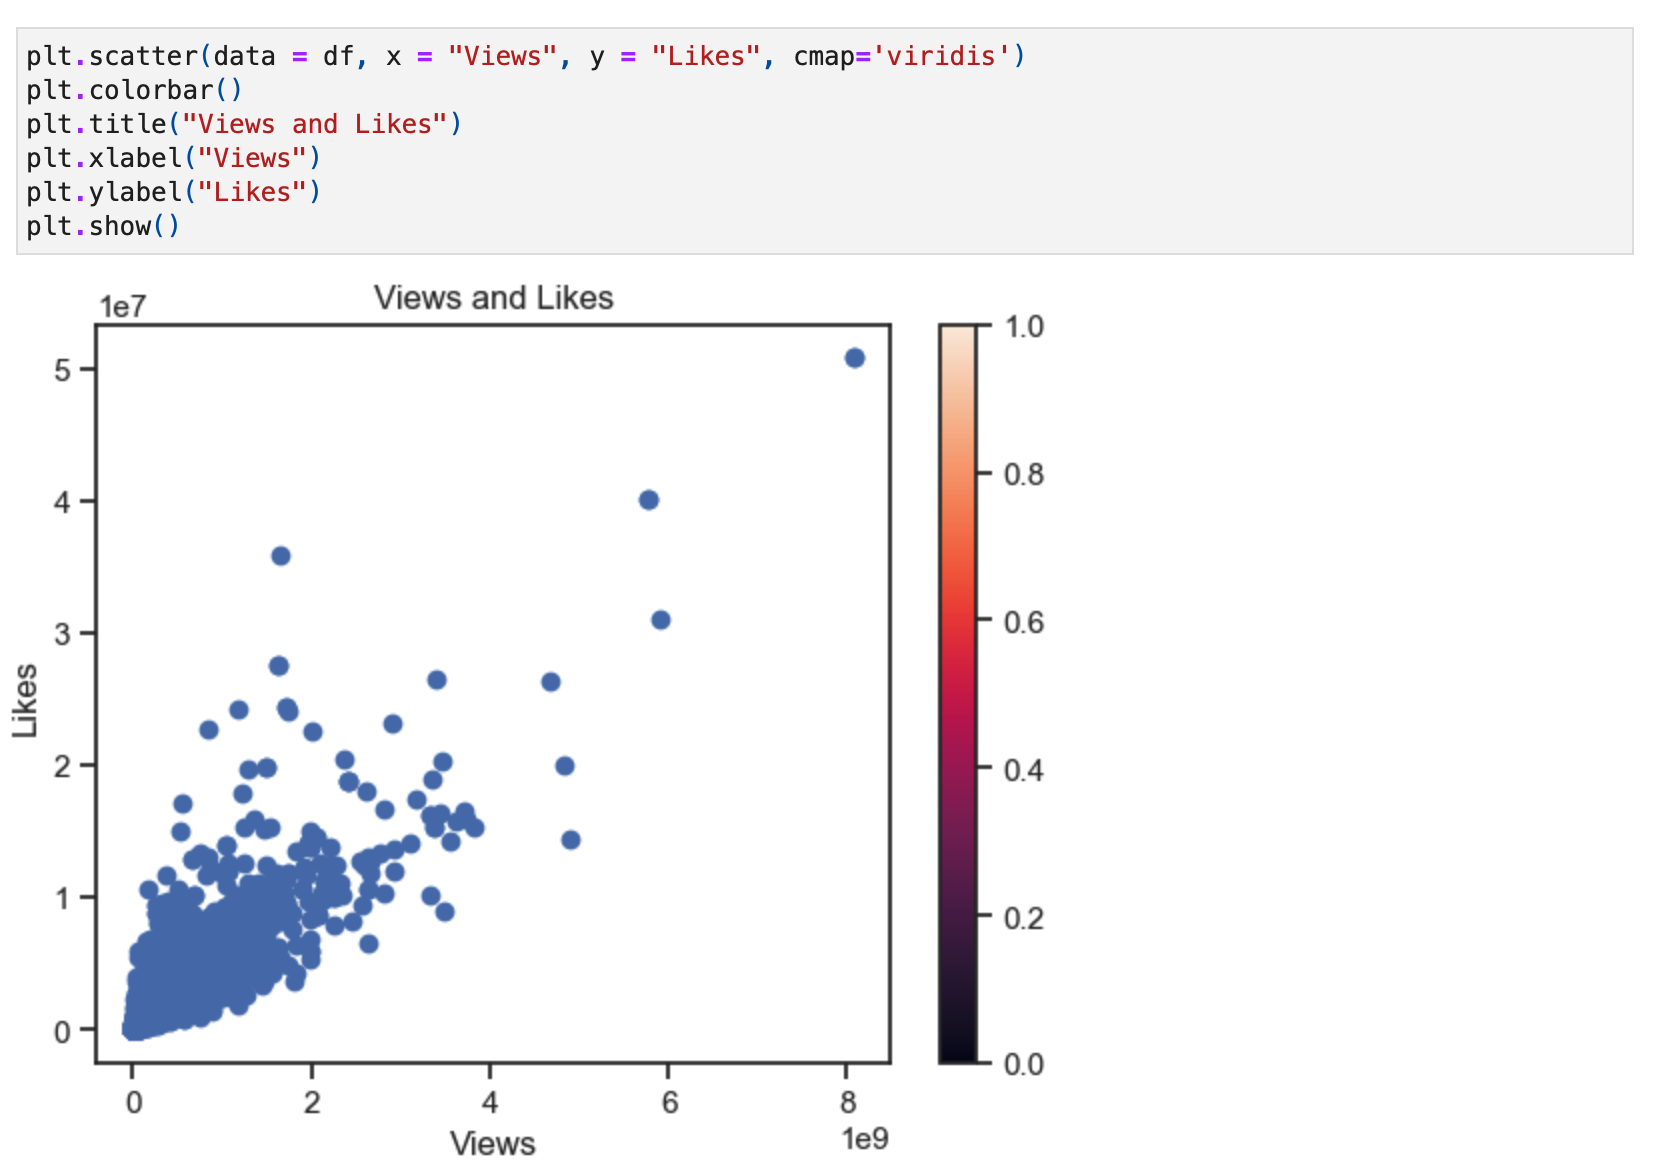 plt.scatter(data = df, x = "Views", y = "Likes", cmap='viridis')
plt.colorbar()
plt.title("Views and Likes")
plt.xlabel("Views")
plt.ylabel("Likes")
plt.show()
Views and Likes
1e7
5
4
3
2
1
0
Likes
0 2 4 6 8
1e9
Views
1.0
0.8
0.6
0.4
0.2
0.0